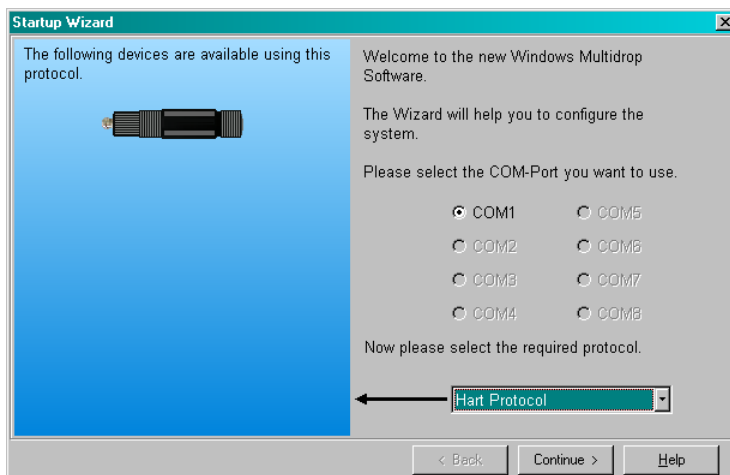 Startup Wizard
The following devices are available using this
protocol.
Welcome to the new Windows Multidrop
Software.
The Wizard will help you to configure the
system.
Please select the COM-Port you want to use.
COM1 COM5
COM2 COM6
COM3 COM7
COM4 COM8
Now please select the required protocol.
Hart Protocol
< Back Continue > Help